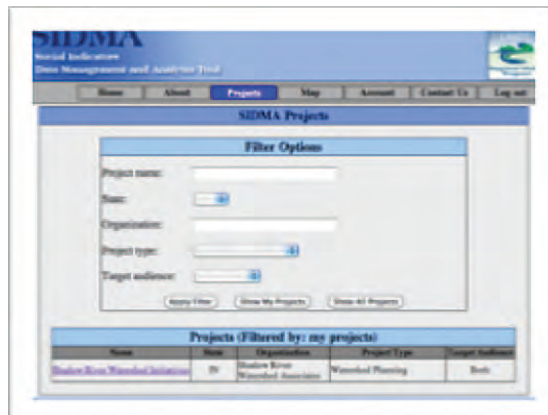 SIDMA
Social Indicators
Data Management and Analysis Tool
Home About Projects Map Account Contact Us Log out
SIDMA Projects
Filter Options
Project name:
State:
Organization:
Project type:
Target audience:
Apply Filter Show My Projects Show All Projects
Projects (Filtered by: my projects)
Name State Organization Project Type Target Audience
Shadow River Watershed Initiative IN Shadow River Watershed Planning Both
Watershed Associates